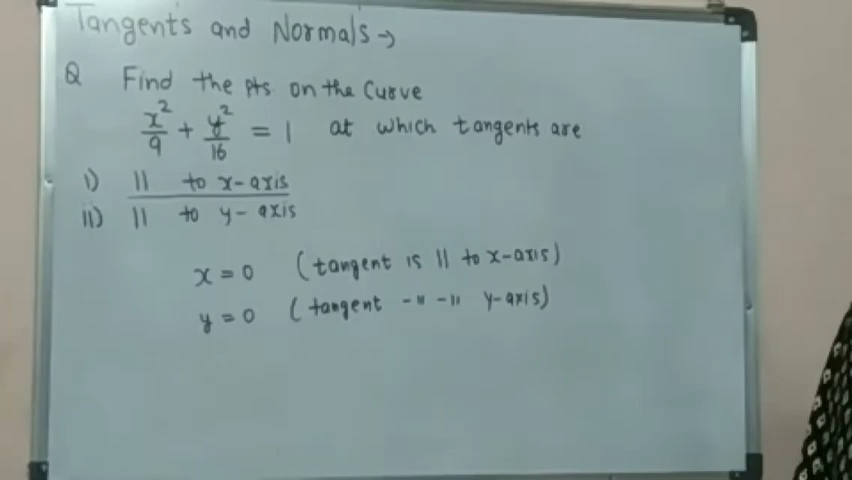 Tangents and Normals →
Q Find the pts on the curve
x²/9 + y²/16 = 1 at which tangents are
i) || to x-axis
ii) || to y-axis
x = 0 (tangent is || to x-axis)
y = 0 (tangent -"-" y-axis)